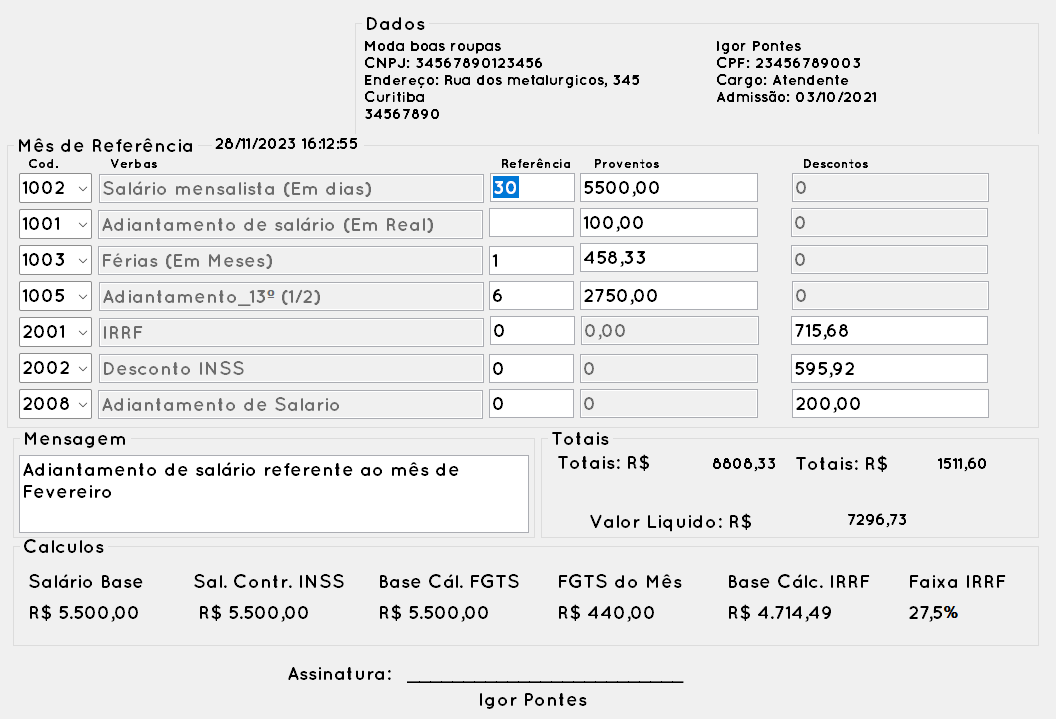 Dados
Moda boas roupas Igor Pontes
CNPJ: 34567890123456 CPF: 23456789003
Endereço: Rua dos metalurgicos, 345 Cargo: Atendente
Curitiba Admissão: 03/10/2021
34567890
Mês de Referência 28/11/2023 16:12:55
Cod. Verbas Referência Proventos Descontos
1002 Salário mensalista (Em dias) 30 5500,00 0
1001 Adiantamento de salário (Em Real) 100,00 0
1003 Férias (Em Meses) 1 458,33 0
1005 Adiantamento_13º (1/2) 6 2750,00 0
2001 IRRF 0 0,00 715,68
2002 Desconto INSS 0 0 595,92
2008 Adiantamento de Salario 0 0 200,00
Mensagem
Adiantamento de salário referente ao mês de
Fevereiro
Totais
Totais: R$ 8808,33 Totais: R$ 1511,60
Valor Liquido: R$ 7296,73
Calculos
Salário Base Sal. Contr. INSS Base Cál. FGTS FGTS do Mês Base Cálc. IRRF Faixa IRRF
R$ 5.500,00 R$ 5.500,00 R$ 5.500,00 R$ 440,00 R$ 4.714,49 27,5%
Assinatura: _________________________
Igor Pontes